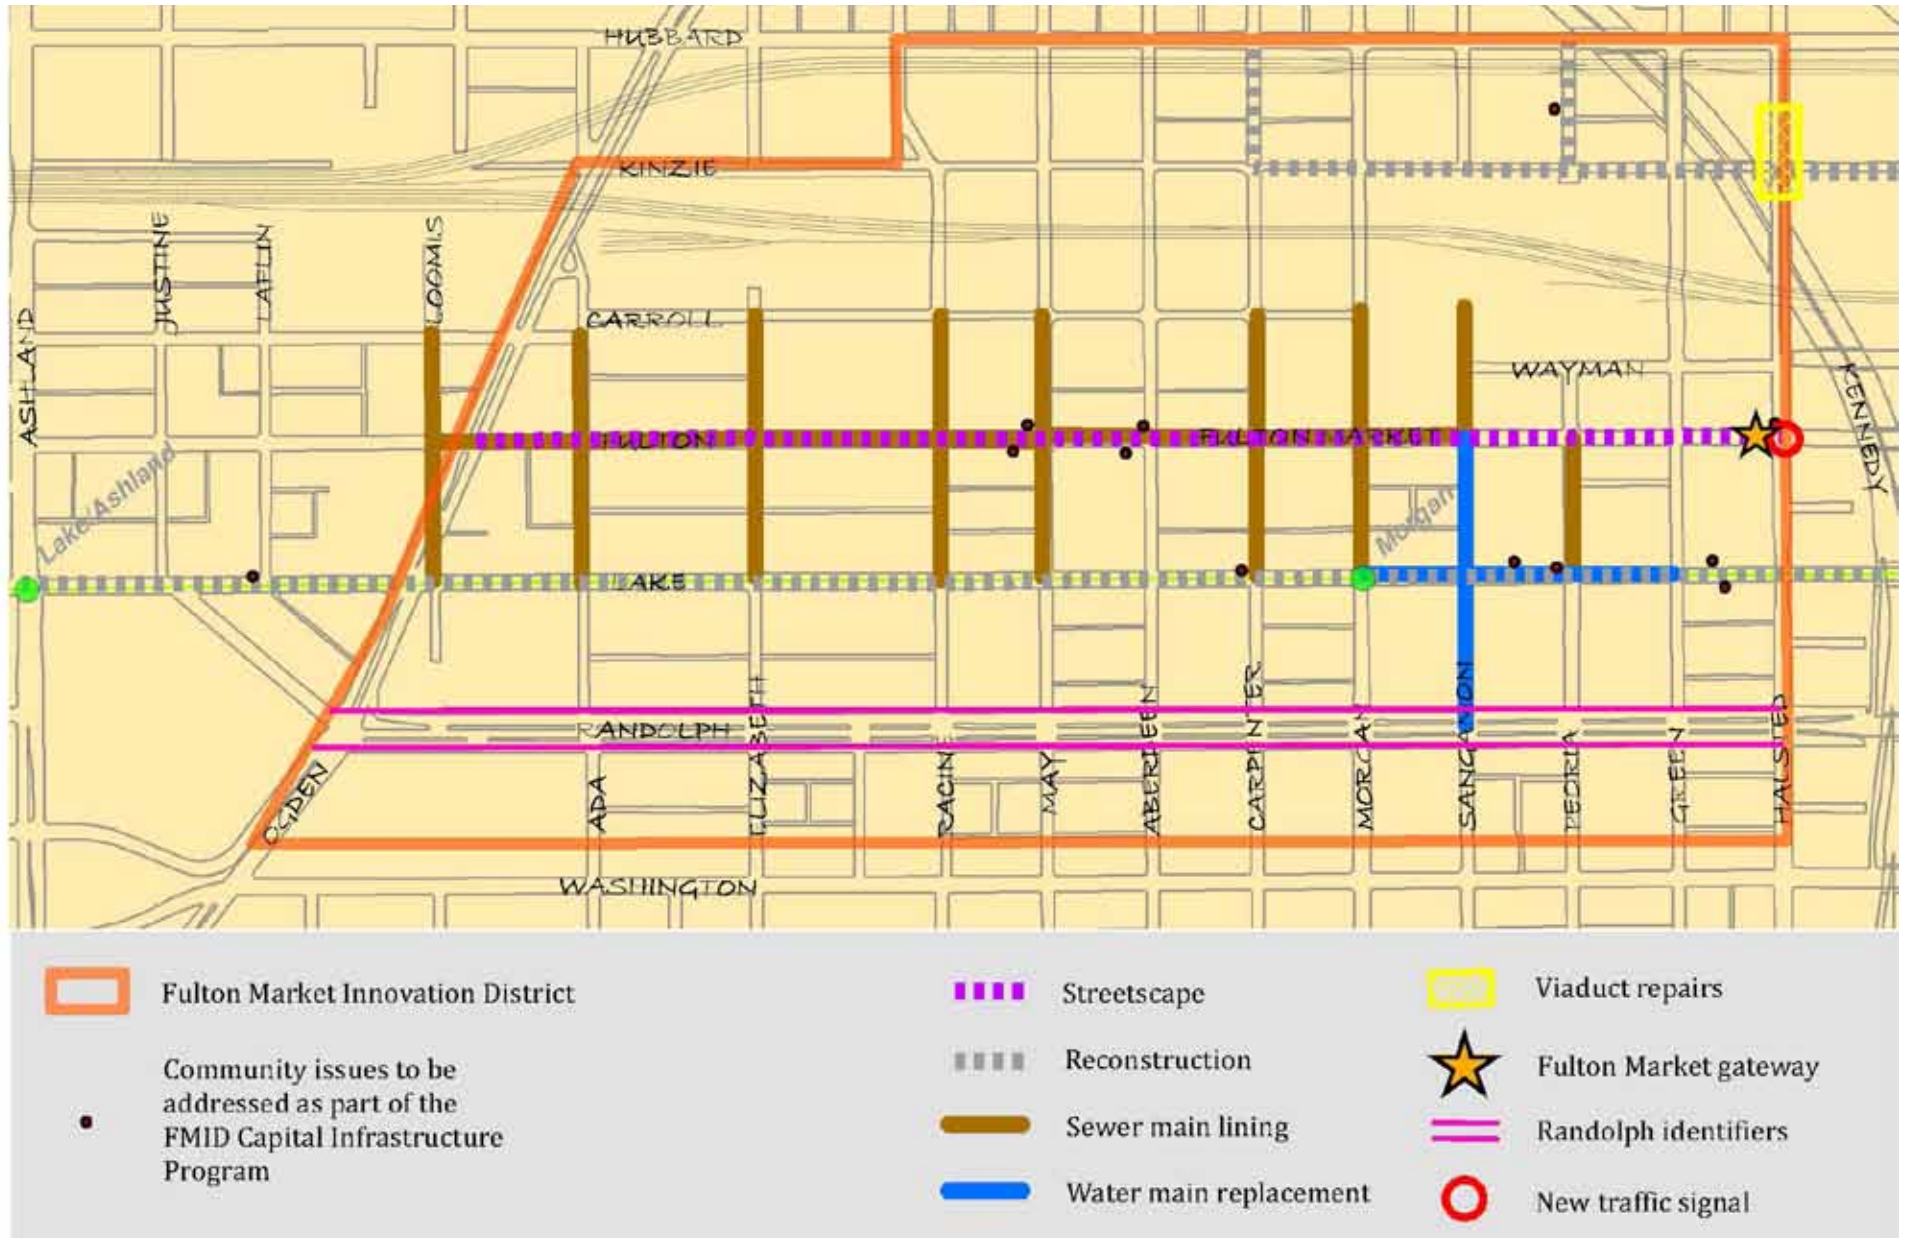 HUBBARD
KINZIE
JUSTINE
LAFLIN
LOOMIS
ASHLAND
CARROLL
WAYMAN
KENNEDY
FULTON
FULTON MARKET
Lake/Ashland
Morgan
LAKE
RANDOLPH
OGDEN
ADA
ELIZABETH
RACINE
MAY
ABERDEEN
CARPENTER
MORGAN
SANGAMON
PEORIA
GREEN
HALSTED
WASHINGTON
Fulton Market Innovation District
Community issues to be
addressed as part of the
FMID Capital Infrastructure
Program
Streetscape
Reconstruction
Sewer main lining
Water main replacement
Viaduct repairs
Fulton Market gateway
Randolph identifiers
New traffic signal